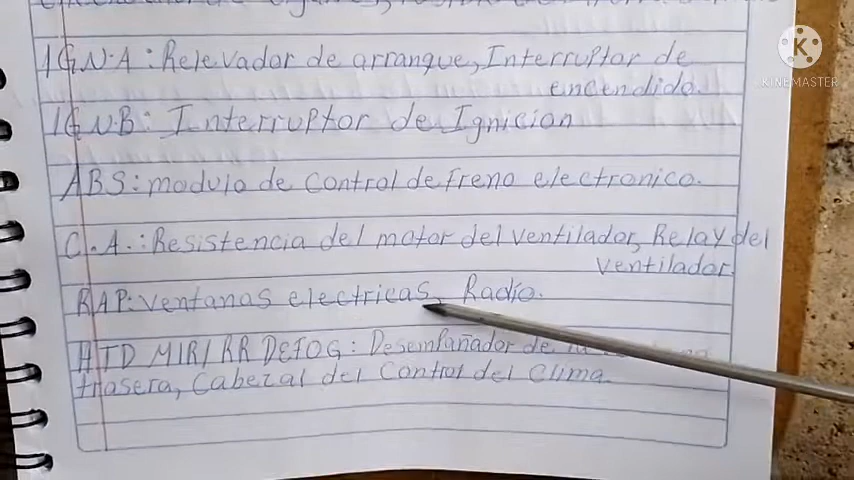 IGN.A: Relevador de arranque, Interruptor de
encendido.
IGN.B: Interruptor de Ignicion
ABS: modulo de control de freno electronico.
C.A.: Resistencia del motor del ventilador, Relay del
ventilador.
RAP: ventanas electricas, Radio.
HTD MIR/RR DEFOG: Desempañador de la
trasera, Cabezal del Control del Clima.
KINEMASTER